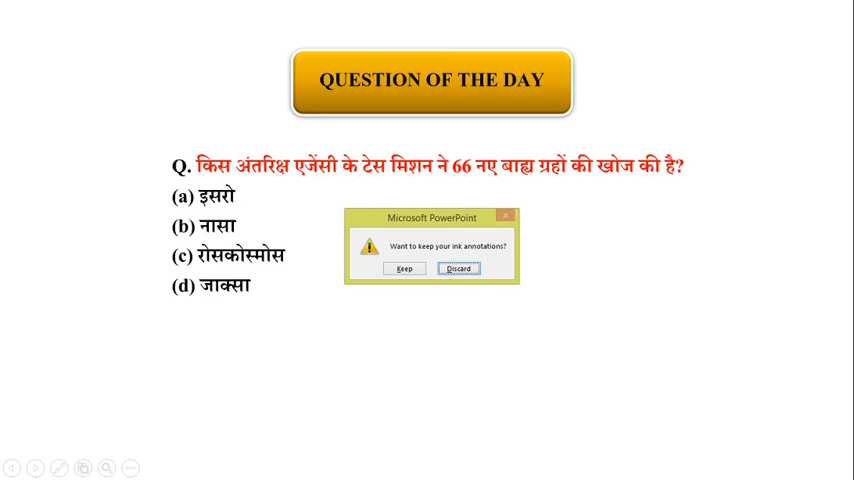 QUESTION OF THE DAY
Q. किस अंतरिक्ष एजेंसी के टेस मिशन ने 66 नए बाह्य ग्रहों की खोज की है?
(a) इसरो
(b) नासा
(c) रोसकोस्मोस
(d) जाक्सा
Microsoft PowerPoint
Want to keep your ink annotations?
Keep
Discard